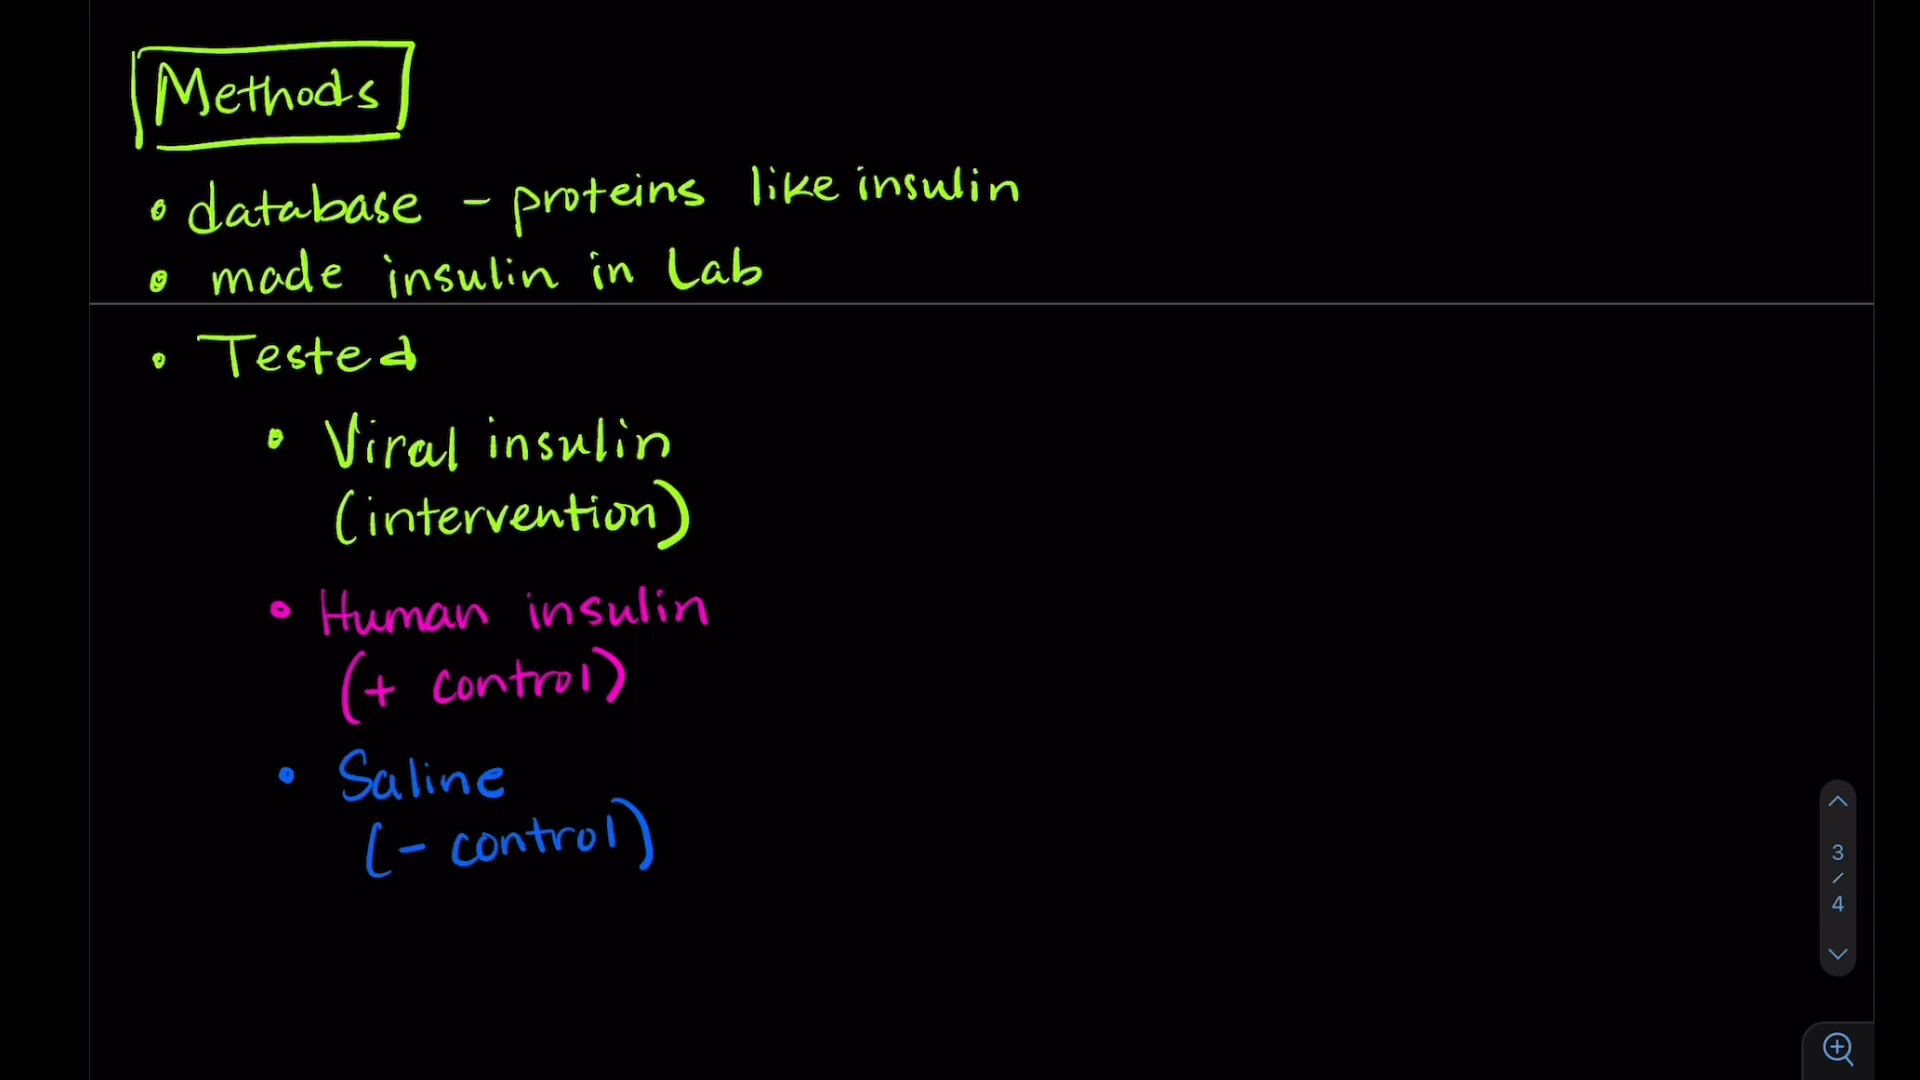 Methods
• database - proteins like insulin
• made insulin in Lab
• Tested
• Viral insulin
(intervention)
• Human insulin
(+ control)
• Saline
(- control)
3
/
4